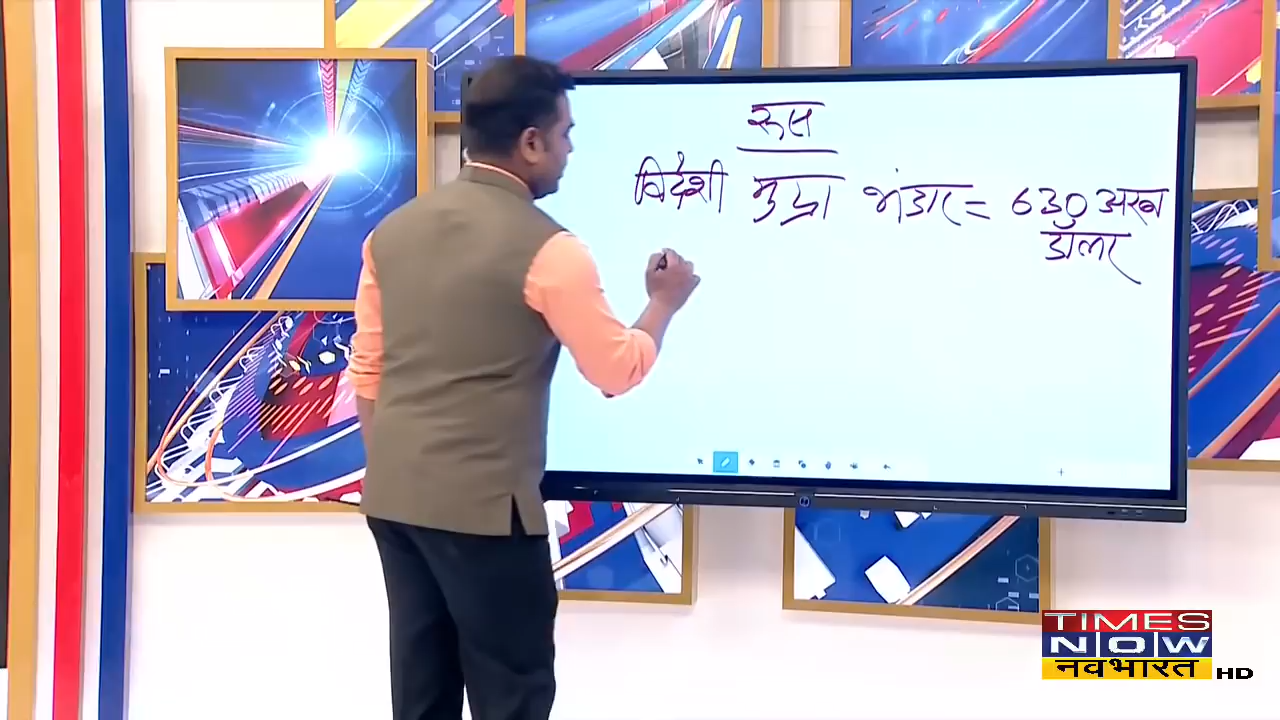 रूस
विदेशी मुद्रा भंडार = 630 अरब
डॉलर
TIMES
NOW
नवभारत HD